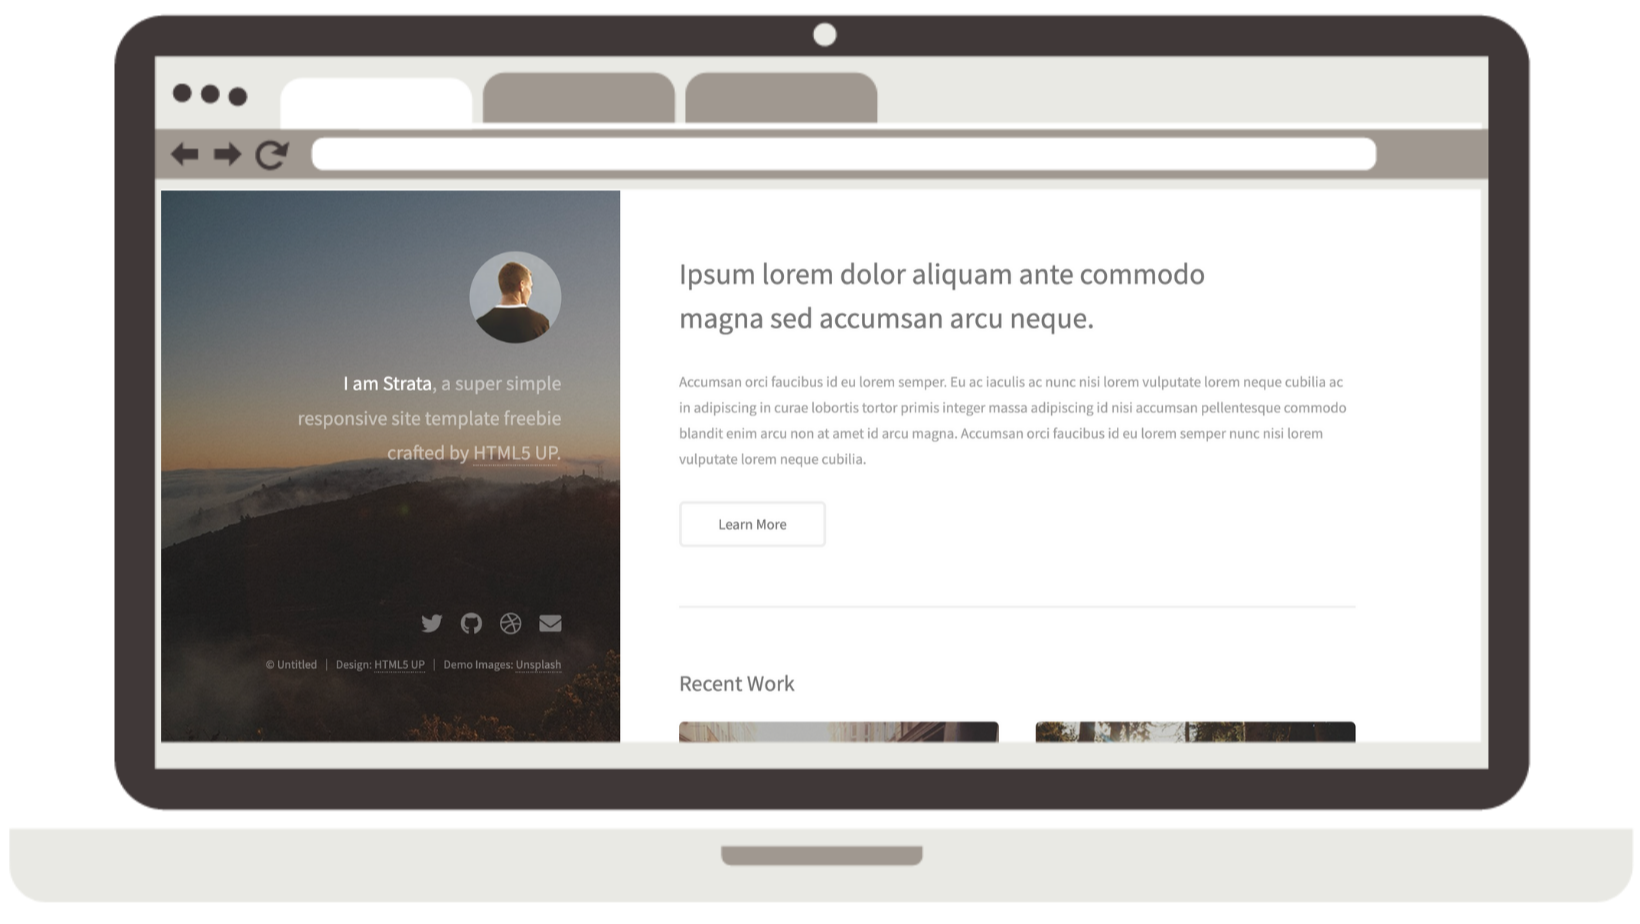 I am Strata, a super simple
responsive site template freebie
crafted by HTML5 UP.
© Untitled | Design: HTML5 UP | Demo Images: Unsplash
Ipsum lorem dolor aliquam ante commodo
magna sed accumsan arcu neque.
Accumsan orci faucibus id eu lorem semper. Eu ac iaculis ac nunc nisi lorem vulputate lorem neque cubilia ac
in adipiscing in curae lobortis tortor primis integer massa adipiscing id nisi accumsan pellentesque commodo
blandit enim arcu non at amet id arcu magna. Accumsan orci faucibus id eu lorem semper nunc nisi lorem
vulputate lorem neque cubilia.
Learn More
Recent Work